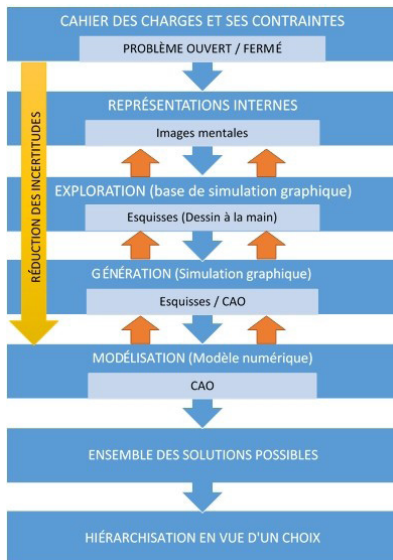 CAHIER DES CHARGES ET SES CONTRAINTES
PROBLÈME OUVERT / FERMÉ
RÉDUCTION DES INCERTITUDES
REPRÉSENTATIONS INTERNES
Images mentales
EXPLORATION (base de simulation graphique)
Esquisses (Dessin à la main)
GÉNÉRATION (Simulation graphique)
Esquisses / CAO
MODÉLISATION (Modèle numérique)
CAO
ENSEMBLE DES SOLUTIONS POSSIBLES
HIÉRARCHISATION EN VUE D'UN CHOIX